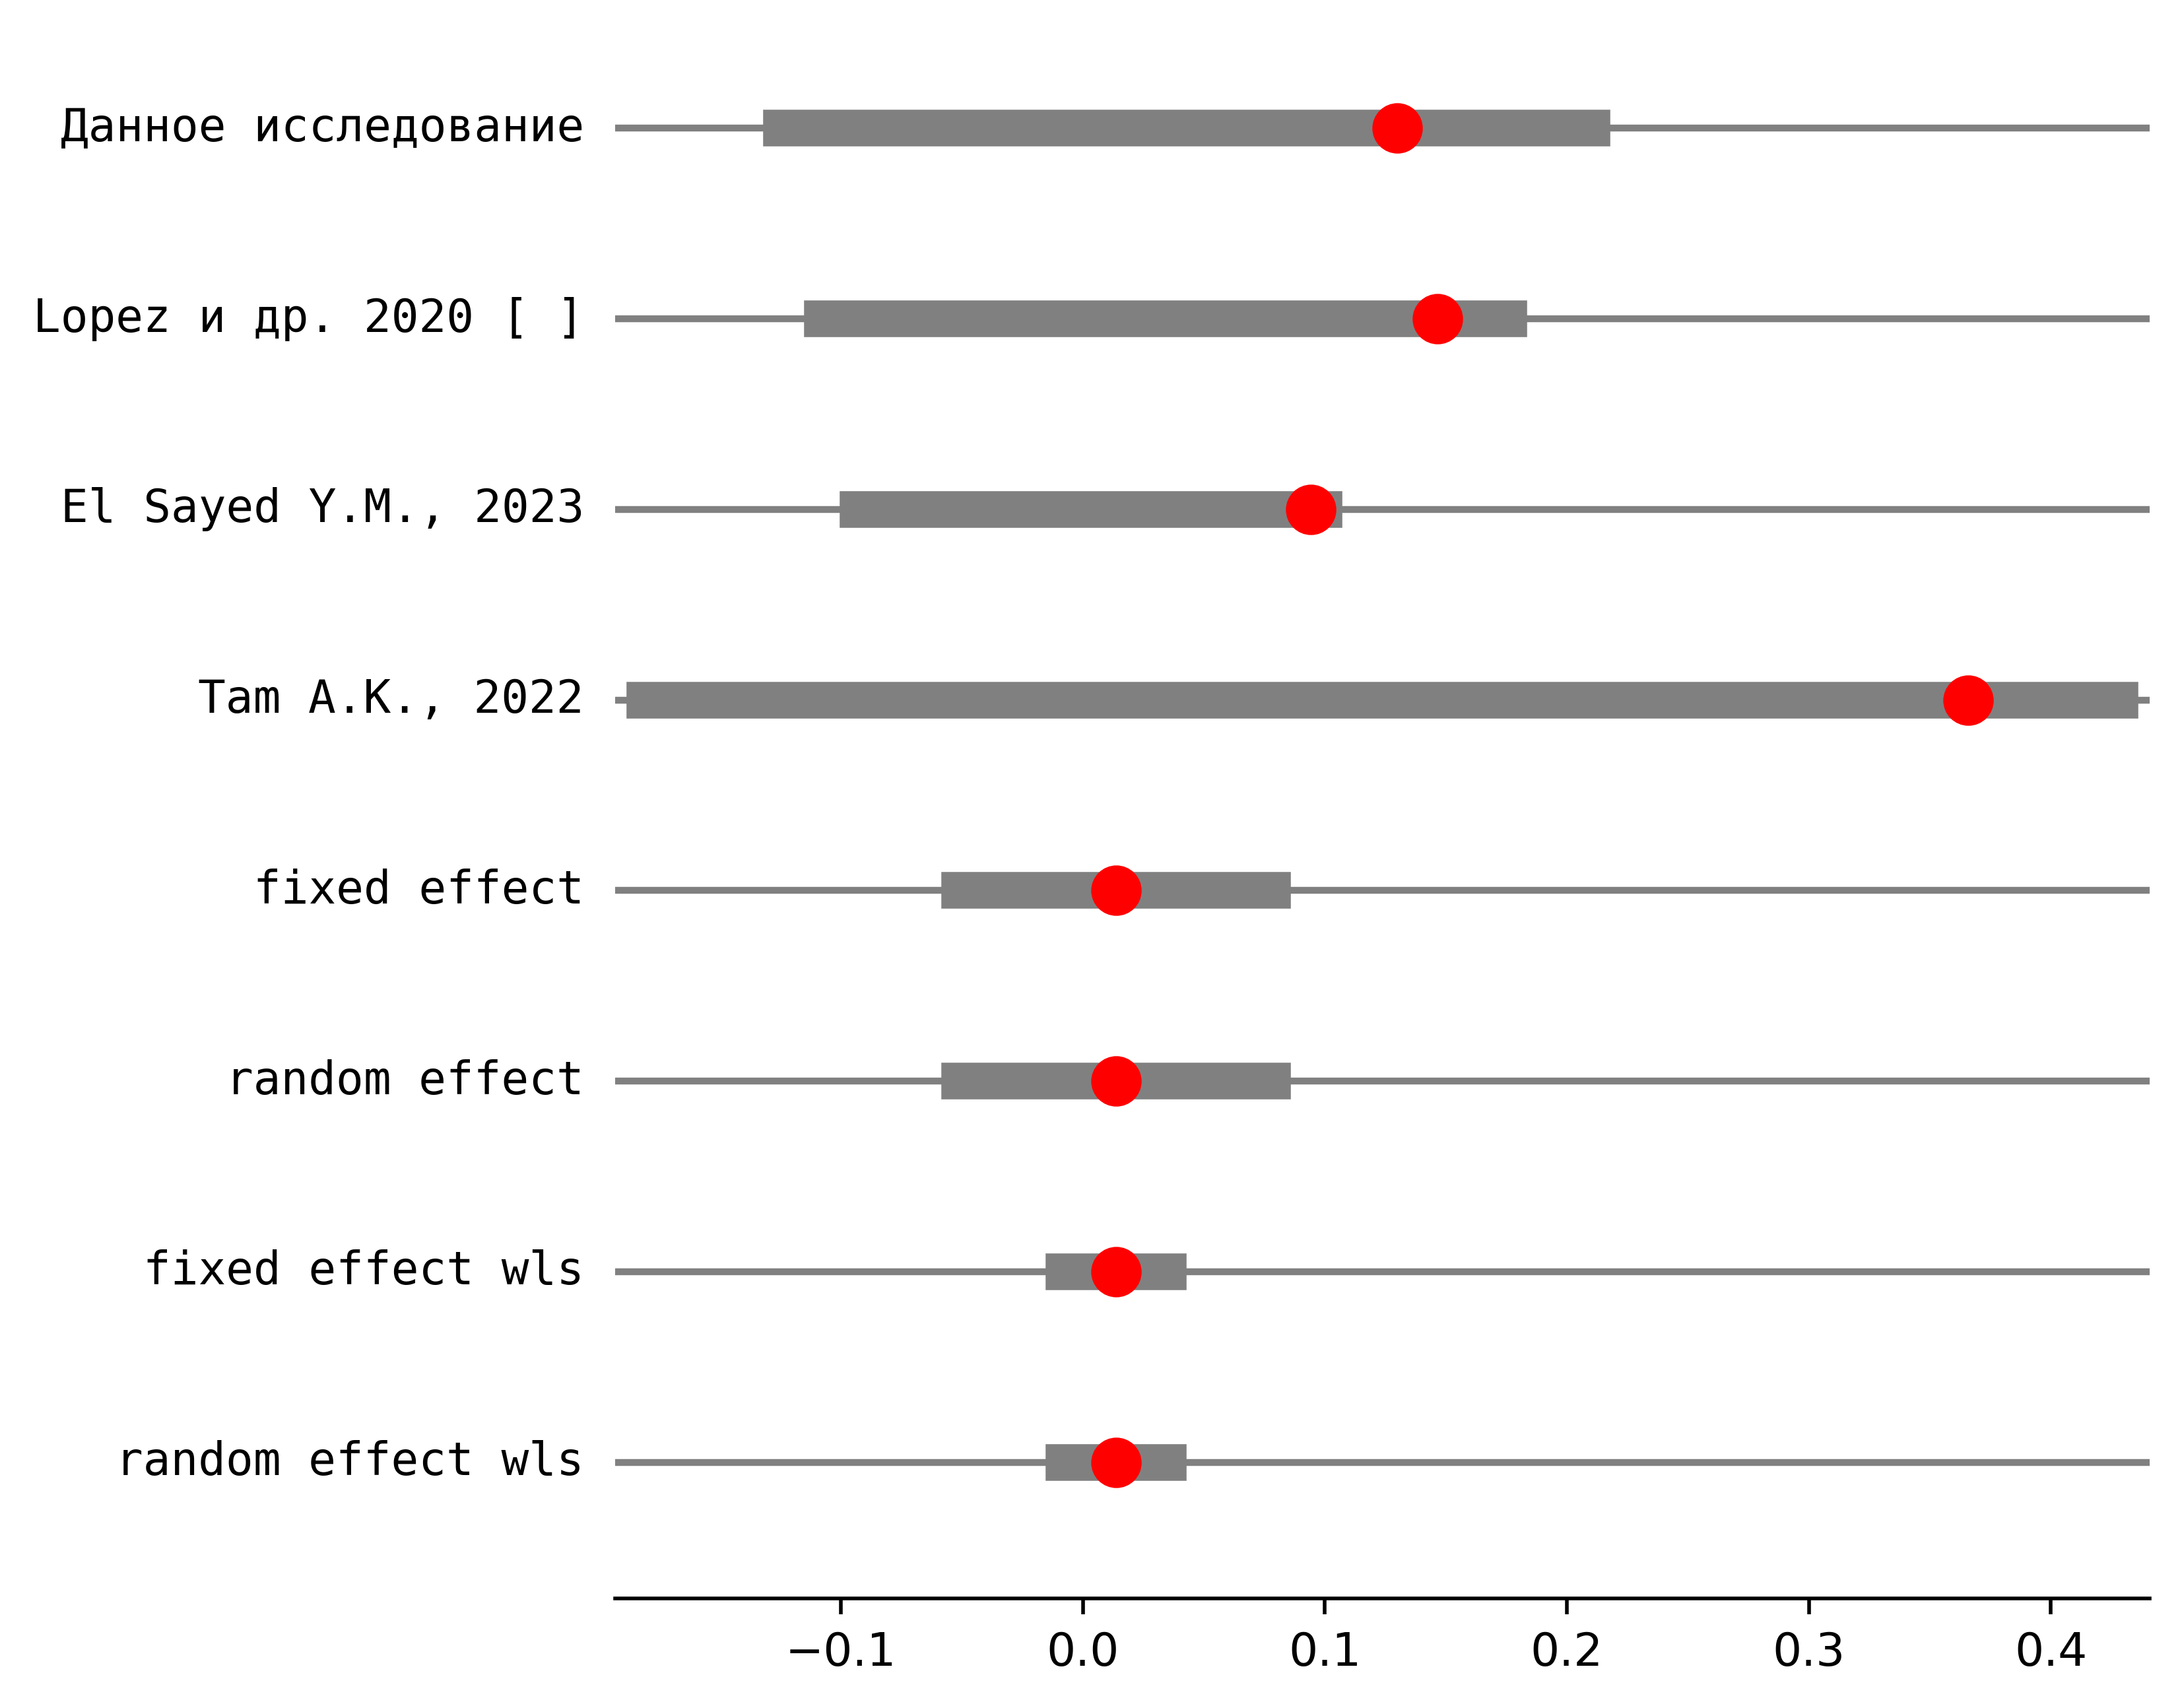 Данное исследование
Lopez и др. 2020 [ ]
El Sayed Y.M., 2023
Tam A.K., 2022
fixed effect
random effect
fixed effect wls
random effect wls
−0.1 0.0 0.1 0.2 0.3 0.4